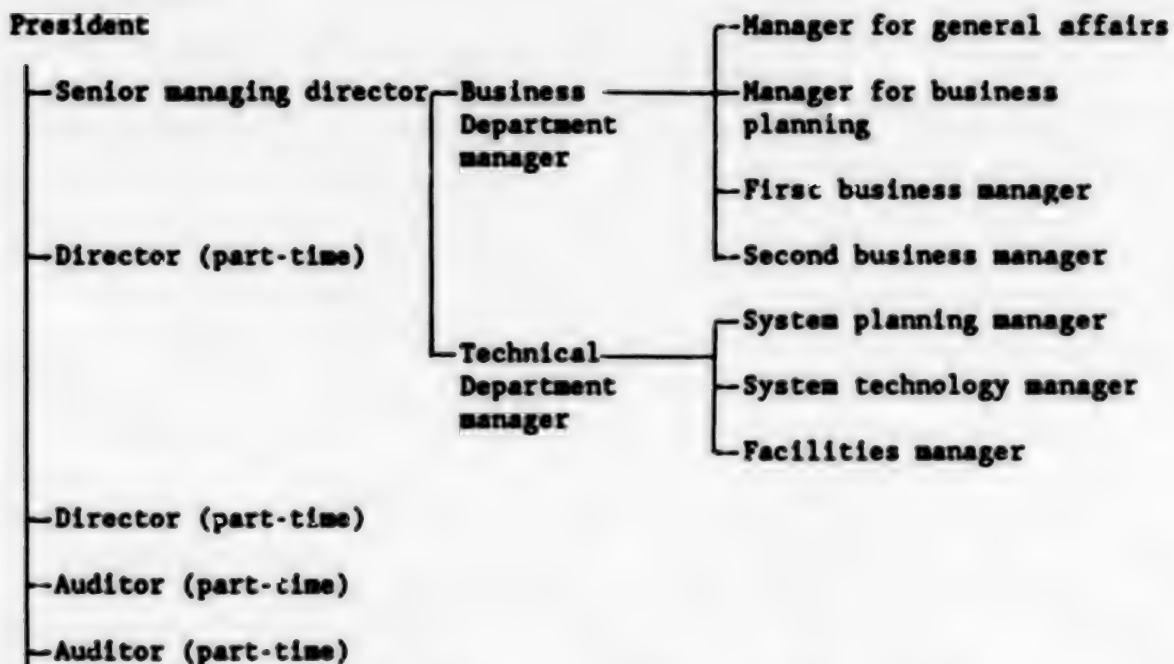 President
Manager for general affairs
Senior managing director
Business
Department
manager
Manager for business
planning
First business manager
Director (part-time)
Second business manager
System planning manager
Technical
Department
manager
System technology manager
Facilities manager
Director (part-time)
Auditor (part-time)
Auditor (part-time)